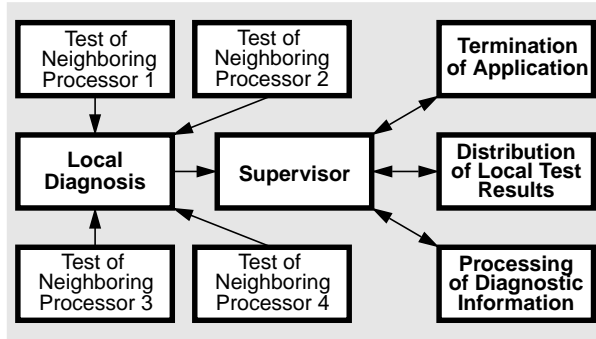 Test of
Neighboring
Processor 1
Test of
Neighboring
Processor 2
Termination
of Application
Local
Diagnosis
Supervisor
Distribution
of Local Test
Results
Test of
Neighboring
Processor 3
Test of
Neighboring
Processor 4
Processing
of Diagnostic
Information